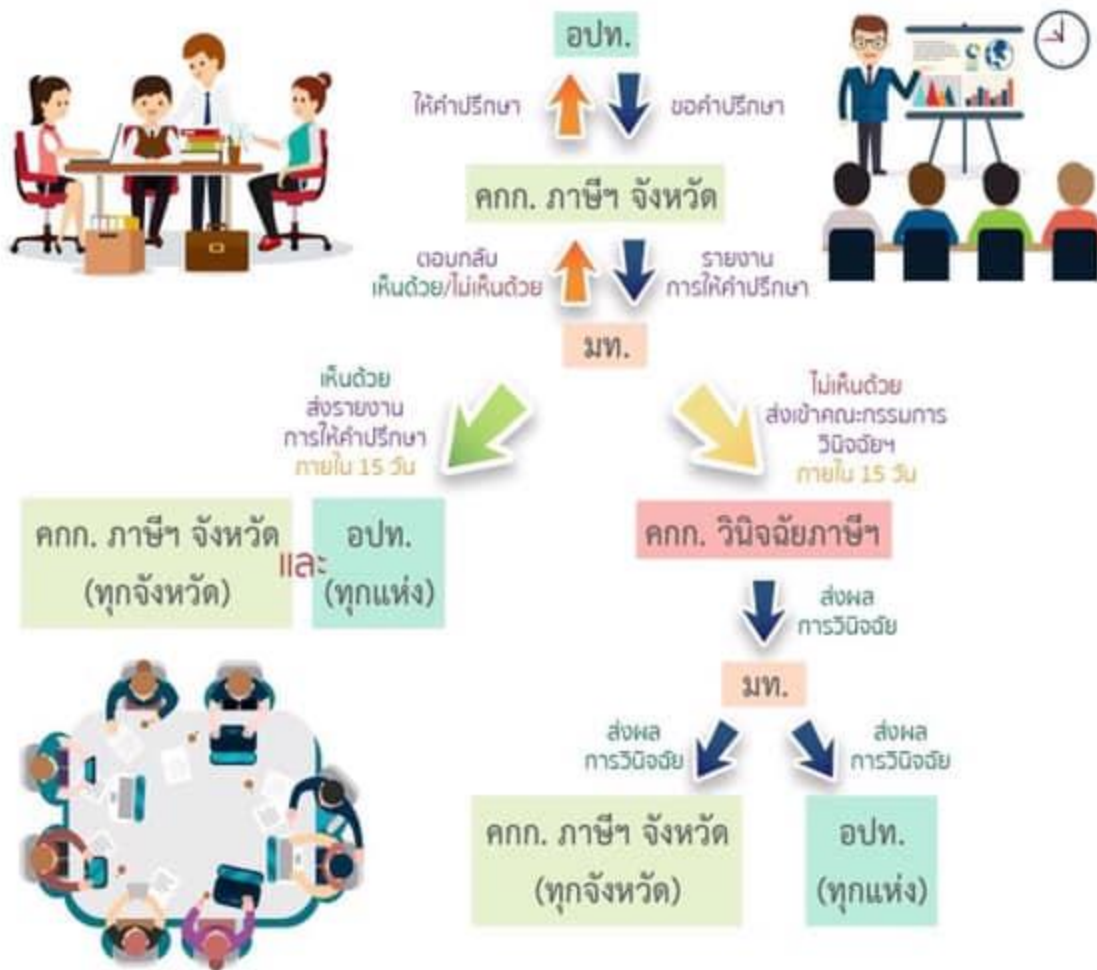 อปท.
ให้คำปรึกษา
ขอคำปรึกษา
คกก. ภาษีฯ จังหวัด
ตอบกลับ
เห็นด้วย/ไม่เห็นด้วย
รายงาน
การให้คำปรึกษา
มท.
เห็นด้วย
ส่งรายงาน
การให้คำปรึกษา
ภายใน 15 วัน
ไม่เห็นด้วย
ส่งเข้าคณะกรรมการ
วินิจฉัยฯ
ภายใน 15 วัน
คกก. ภาษีฯ จังหวัด
(ทุกจังหวัด)
และ
อปท.
(ทุกแห่ง)
คกก. วินิจฉัยภาษีฯ
ส่งผล
การวินิจฉัย
มท.
ส่งผล
การวินิจฉัย
ส่งผล
การวินิจฉัย
คกก. ภาษีฯ จังหวัด
(ทุกจังหวัด)
อปท.
(ทุกแห่ง)